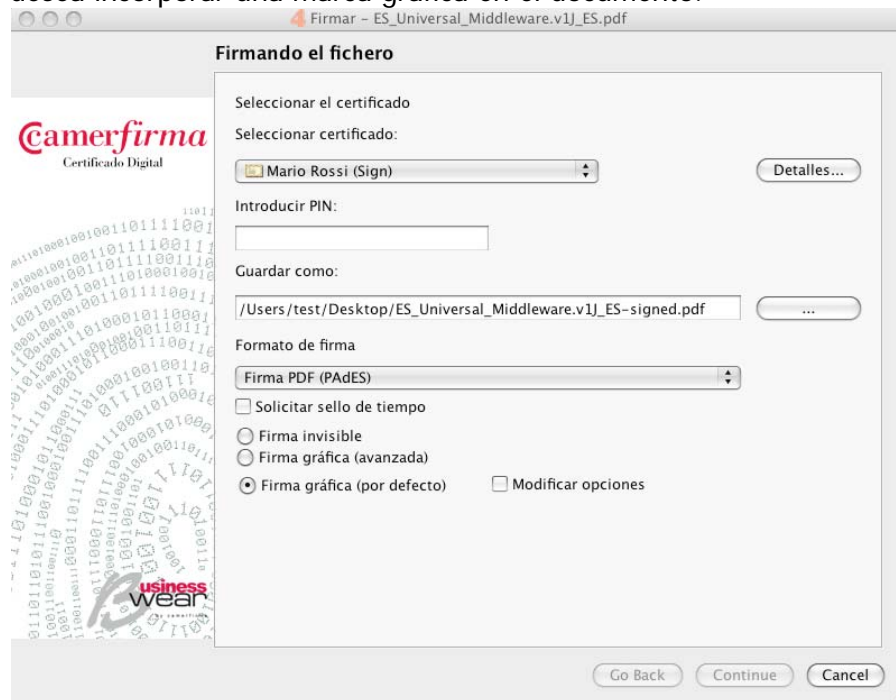 desea incorporar una marca gráfica en el documento.
Firmar – ES_Universal_Middleware.v1J_ES.pdf
Firmando el fichero
Camerfirma
Certificado Digital
Seleccionar el certificado
Seleccionar certificado:
Mario Rossi (Sign)
Detalles...
Introducir PIN:
Guardar como:
/Users/test/Desktop/ES_Universal_Middleware.v1J_ES-signed.pdf
...
Formato de firma
Firma PDF (PAdES)
Solicitar sello de tiempo
Firma invisible
Firma gráfica (avanzada)
Firma gráfica (por defecto)
Modificar opciones
Business
wear
by camerfirma
Go Back
Continue
Cancel